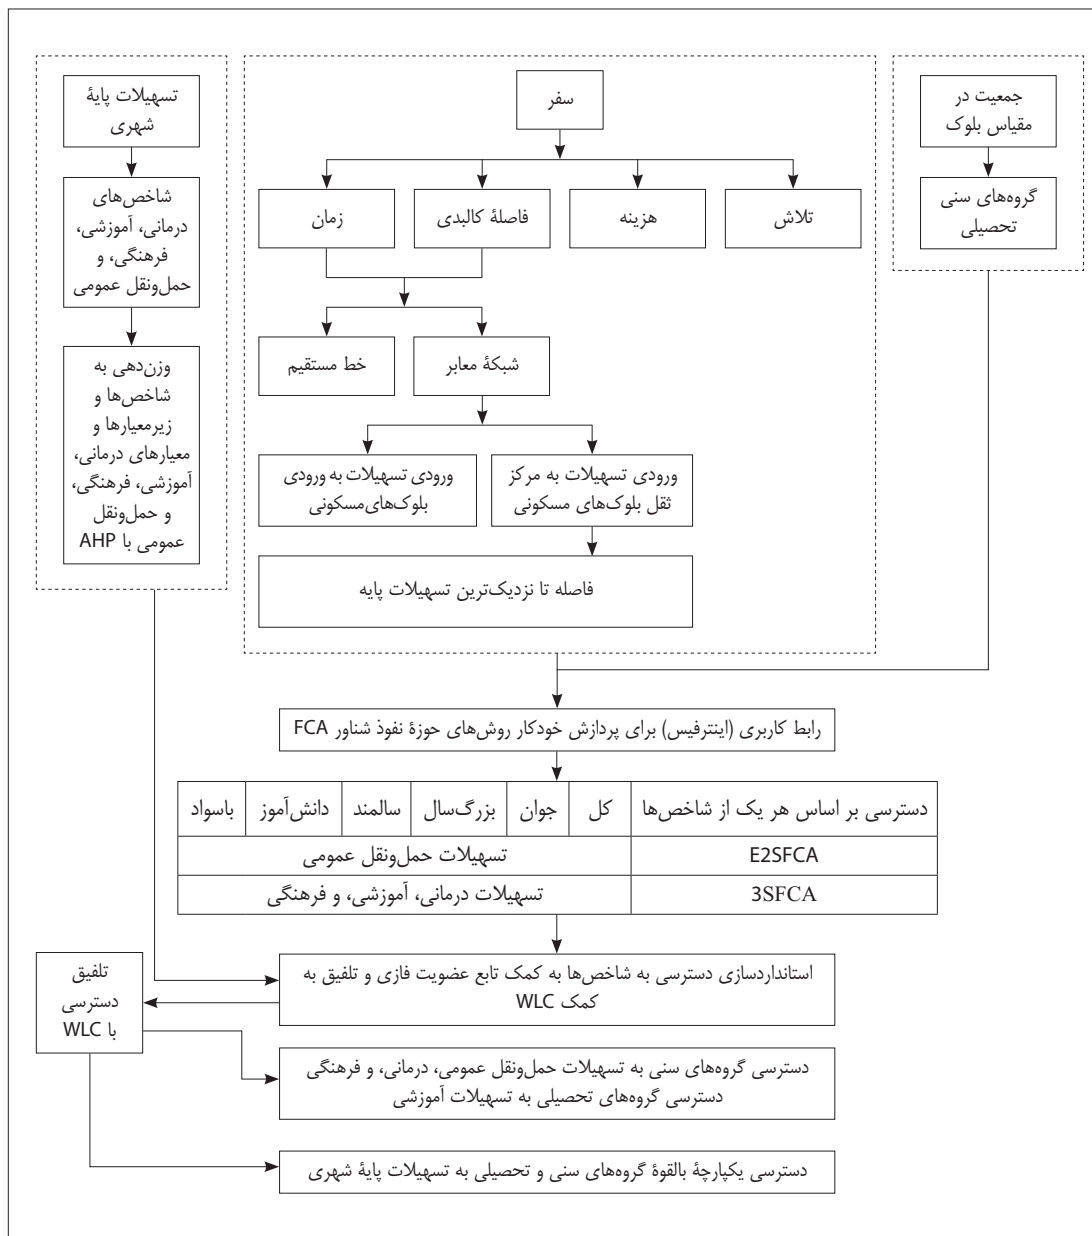 جمعیت در
مقیاس بلوک
گروه‌های سنی
تحصیلی
سفر
تلاش
هزینه
فاصلهٔ کالبدی
زمان
شبکهٔ معابر
خط مستقیم
ورودی تسهیلات به مرکز
ثقل بلوک‌های مسکونی
ورودی تسهیلات به ورودی
بلوک‌های‌مسکونی
فاصله تا نزدیک‌ترین تسهیلات پایه
تسهیلات پایهٔ
شهری
شاخص‌های
درمانی، آموزشی،
فرهنگی، و
حمل‌ونقل عمومی
وزن‌دهی به
شاخص‌ها و
زیرمعیارها و
معیارهای درمانی،
آموزشی، فرهنگی،
و حمل‌ونقل
عمومی با AHP
رابط کاربری (اینترفیس) برای پردازش خودکار روش‌های حوزهٔ نفوذ شناور FCA
دسترسی بر اساس هر یک از شاخص‌ها کل جوان بزرگ‌سال سالمند دانش‌آموز باسواد
E2SFCA تسهیلات حمل‌ونقل عمومی
3SFCA تسهیلات درمانی، آموزشی، و فرهنگی
استانداردسازی دسترسی به شاخص‌ها به کمک تابع عضویت فازی و تلفیق به
کمک WLC
تلفیق
دسترسی
با WLC
دسترسی گروه‌های سنی به تسهیلات حمل‌ونقل عمومی، درمانی، و فرهنگی
دسترسی گروه‌های تحصیلی به تسهیلات آموزشی
دسترسی یکپارچهٔ بالقوهٔ گروه‌های سنی و تحصیلی به تسهیلات پایهٔ شهری